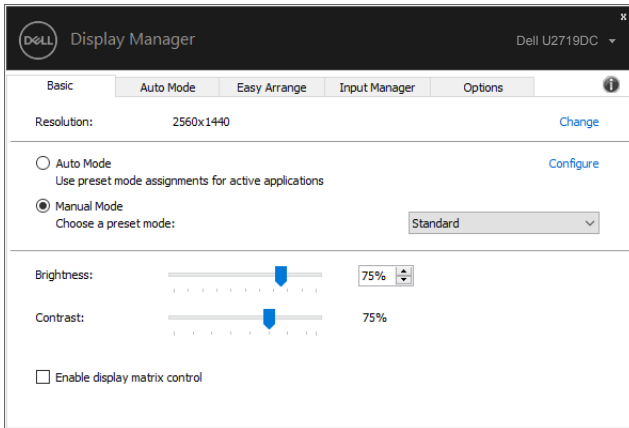 x
DELL Display Manager Dell U2719DC
Basic Auto Mode Easy Arrange Input Manager Options i
Resolution: 2560x1440 Change
Auto Mode Configure
Use preset mode assignments for active applications
Manual Mode
Choose a preset mode: Standard
Brightness: 75%
Contrast: 75%
Enable display matrix control